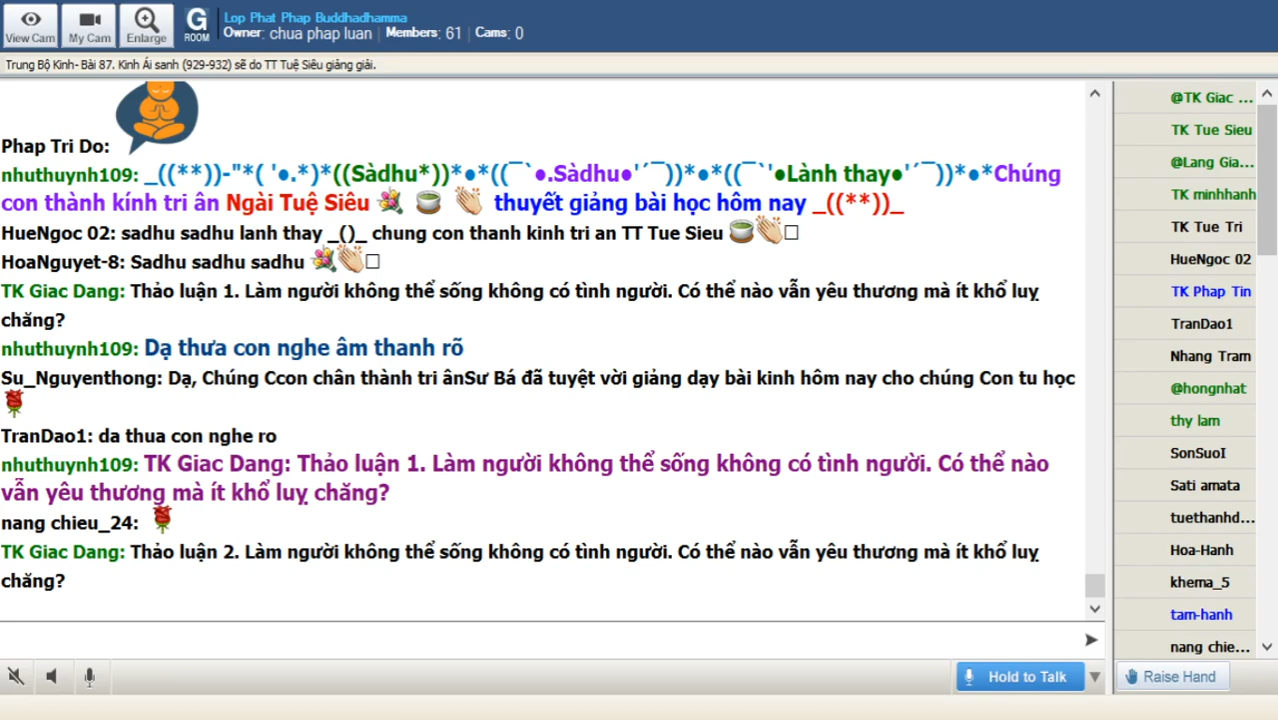 Lop Phat Phap Buddhadhamma
Owner: chua phap luan | Members: 61 | Cams: 0
View Cam
My Cam
Enlarge
G
ROOM
Trung Bộ Kinh- Bài 87. Kinh Ái sanh (929-932) sẽ do TT Tuệ Siêu giảng giải.
Phap Tri Do:
nhuthuynh109: _((**))-"*( '●.*)*((Sàdhu*))*●*((¯`●.Sàdhu●'´¯))*●*((¯`'●Lành thay●'´¯))*●*Chúng
con thành kính tri ân Ngài Tuệ Siêu 💐 🍵 👏 thuyết giảng bài học hôm nay _((**))_
HueNgoc 02: sadhu sadhu lanh thay _()_ chung con thanh kinh tri an TT Tue Sieu 🍵👏□
HoaNguyet-8: Sadhu sadhu sadhu 💐👏□
TK Giac Dang: Thảo luận 1. Làm người không thể sống không có tình người. Có thể nào vẫn yêu thương mà ít khổ luỵ
chăng?
nhuthuynh109: Dạ thưa con nghe âm thanh rõ
Su_Nguyenthong: Dạ, Chúng Ccon chân thành tri ânSư Bá đã tuyệt vời giảng dạy bài kinh hôm nay cho chúng Con tu học
🌹
TranDao1: da thua con nghe ro
nhuthuynh109: TK Giac Dang: Thảo luận 1. Làm người không thể sống không có tình người. Có thể nào
vẫn yêu thương mà ít khổ luỵ chăng?
nang chieu_24: 🌹
TK Giac Dang: Thảo luận 2. Làm người không thể sống không có tình người. Có thể nào vẫn yêu thương mà ít khổ luỵ
chăng?
@TK Giac ...
TK Tue Sieu
@Lang Gia...
TK minhhanh
TK Tue Tri
HueNgoc 02
TK Phap Tin
TranDao1
Nhang Tram
@hongnhat
thy lam
SonSuoI
Sati amata
tuethanhd...
Hoa-Hanh
khema_5
tam-hanh
nang chie...
Hold to Talk
Raise Hand